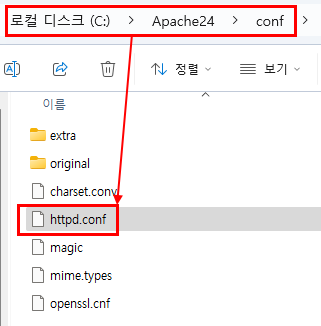 로컬 디스크 (C:) > Apache24 > conf >
정렬 보기
이름
extra
original
charset.conv
httpd.conf
magic
mime.types
openssl.cnf